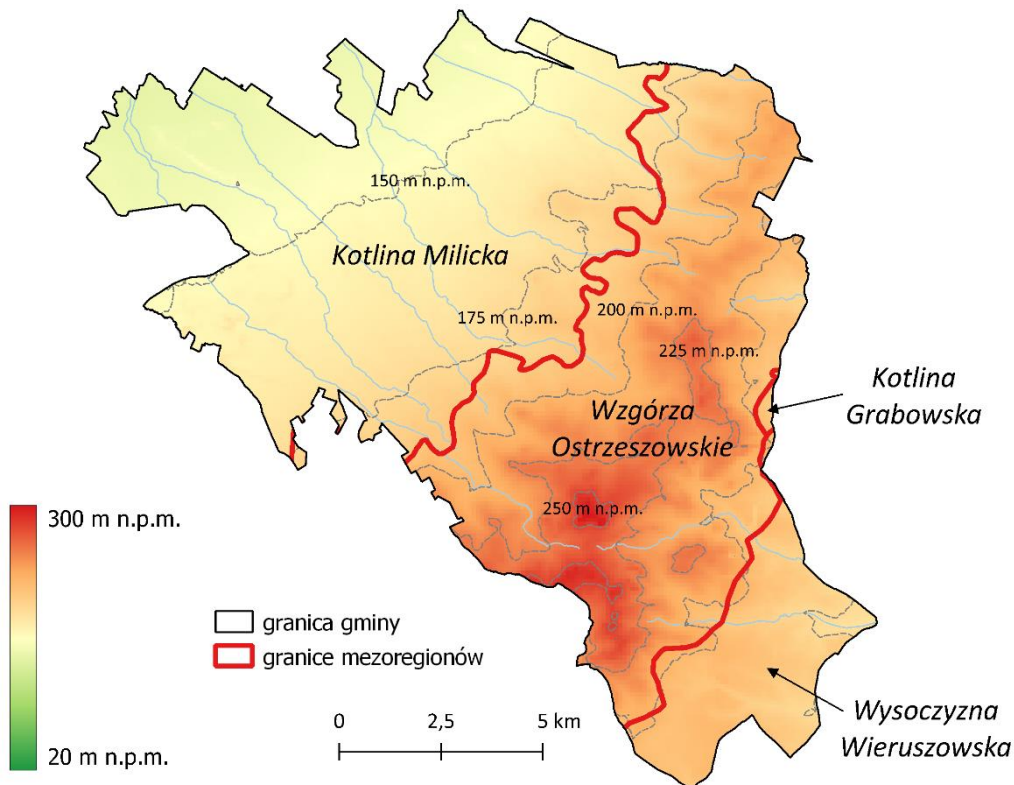 150 m n.p.m.
Kotlina Milicka
175 m n.p.m.
200 m n.p.m.
225 m n.p.m.
Kotlina
Grabowska
Wzgórza
Ostrzeszowskie
250 m n.p.m.
300 m n.p.m.
20 m n.p.m.
granica gminy
granice mezoregionów
0 2,5 5 km
Wysoczyzna
Wieruszowska